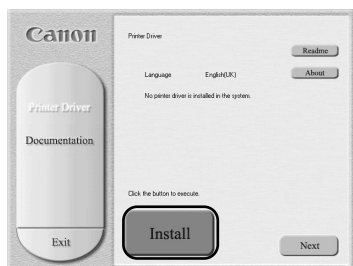 Canon
Printer Driver
Readme
Language English(UK)
About
No printer driver is installed in the system.
Printer Driver
Documentation
Click the button to execute.
Install
Exit
Next